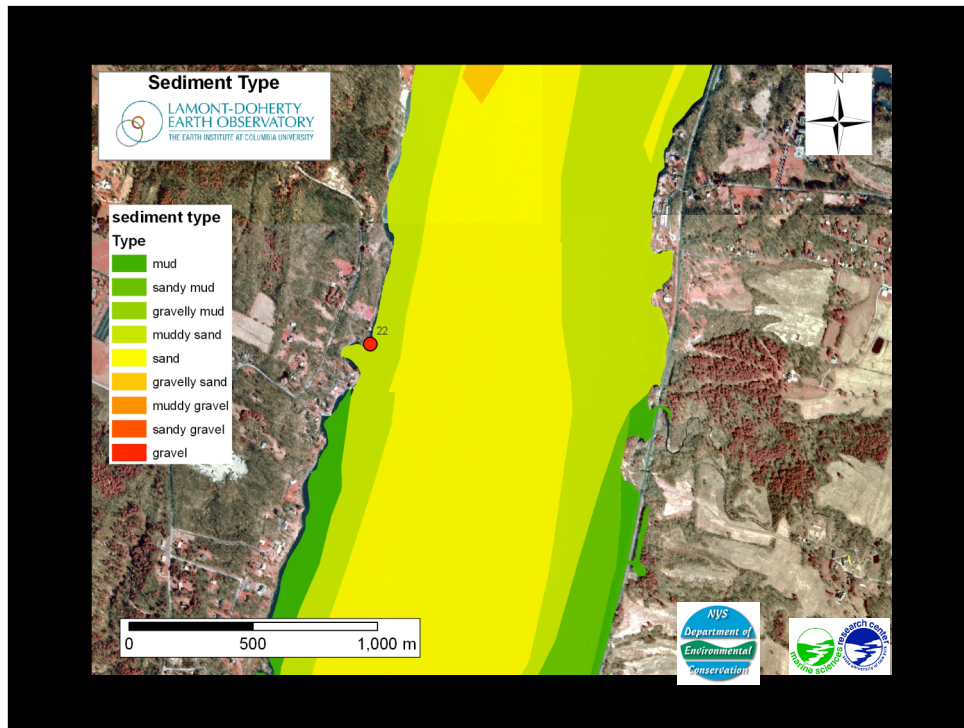 Sediment Type
LAMONT-DOHERTY
EARTH OBSERVATORY
THE EARTH INSTITUTE AT COLUMBIA UNIVERSITY
N
sediment type
Type
mud
sandy mud
gravelly mud
muddy sand
sand
gravelly sand
muddy gravel
sandy gravel
gravel
22
0 500 1,000 m
NYS
Department of
Environmental
Conservation
marine sciences research center